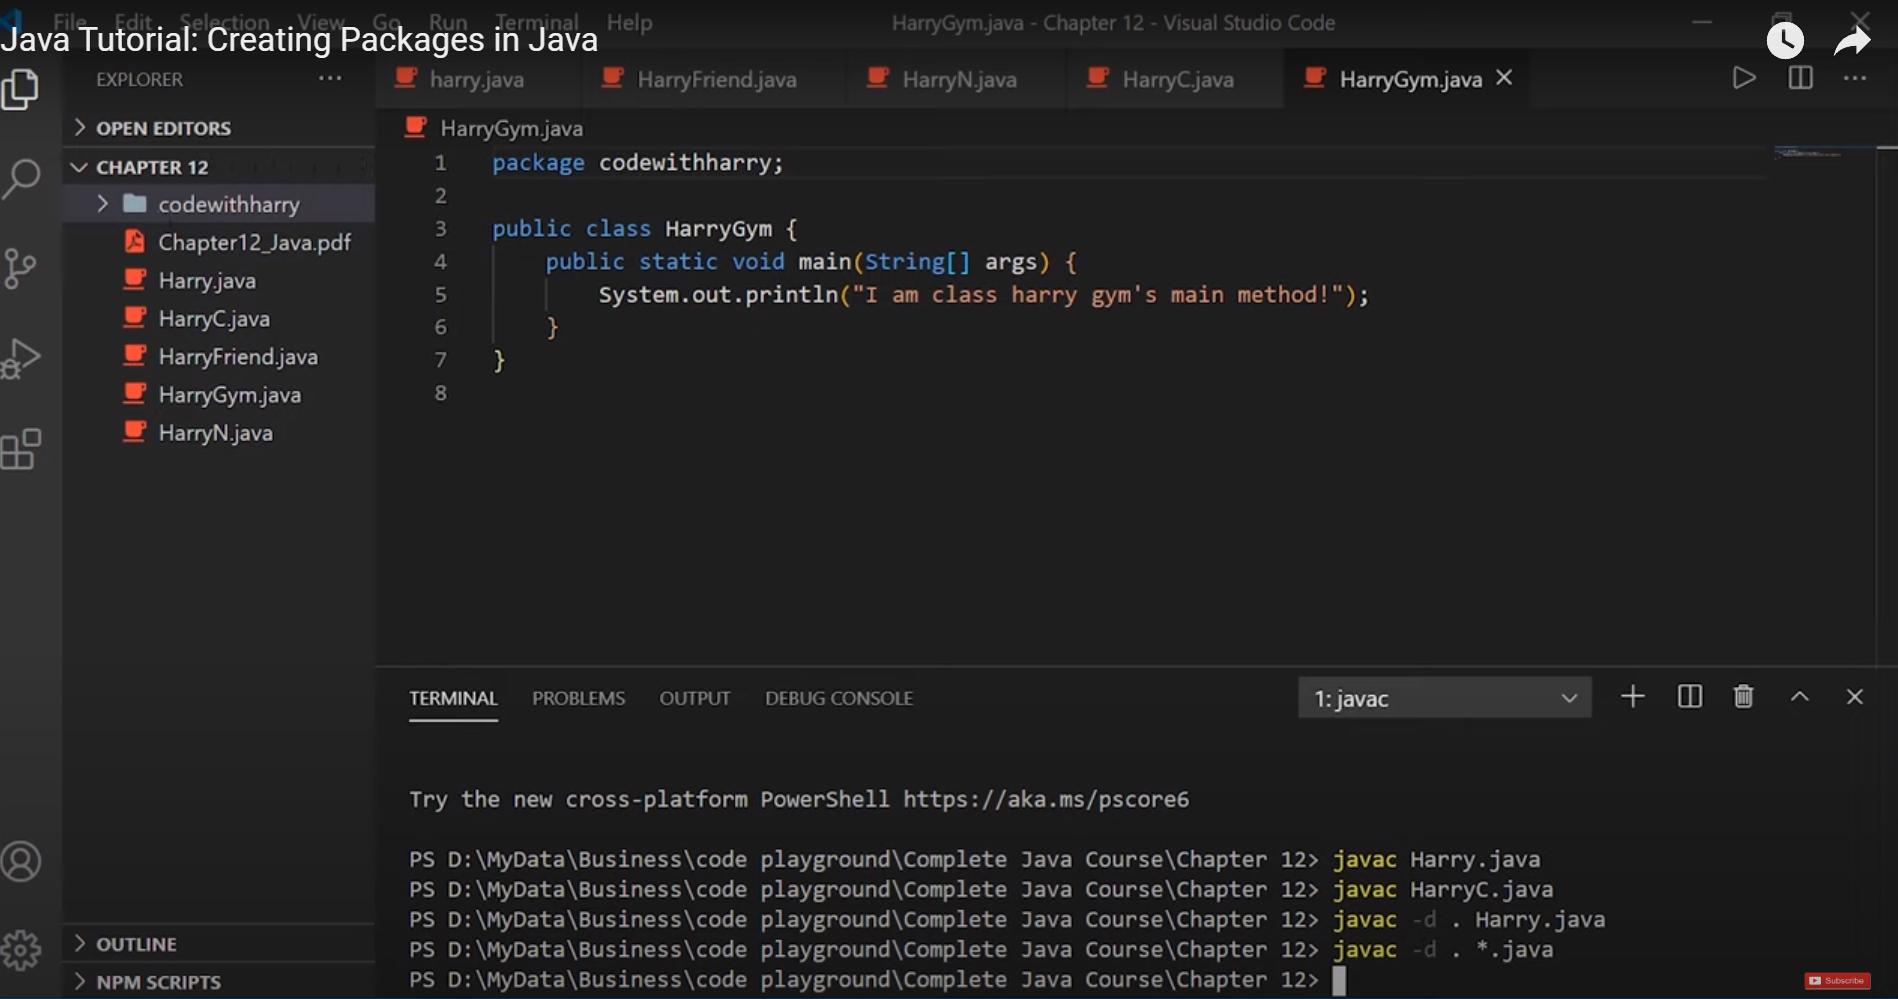 File Edit Selection View Go Run Terminal Help HarryGym.java - Chapter 12 - Visual Studio Code
Java Tutorial: Creating Packages in Java
EXPLORER ···
harry.java HarryFriend.java HarryN.java HarryC.java HarryGym.java
OPEN EDITORS
HarryGym.java
CHAPTER 12
codewithharry
Chapter12_Java.pdf
Harry.java
HarryC.java
HarryFriend.java
HarryGym.java
HarryN.java
OUTLINE
NPM SCRIPTS
1 package codewithharry;
2
3 public class HarryGym {
4     public static void main(String[] args) {
5         System.out.println("I am class harry gym's main method!");
6     }
7 }
8
TERMINAL PROBLEMS OUTPUT DEBUG CONSOLE 1: javac
Try the new cross-platform PowerShell https://aka.ms/pscore6
PS D:\MyData\Business\code playground\Complete Java Course\Chapter 12> javac Harry.java
PS D:\MyData\Business\code playground\Complete Java Course\Chapter 12> javac HarryC.java
PS D:\MyData\Business\code playground\Complete Java Course\Chapter 12> javac -d . Harry.java
PS D:\MyData\Business\code playground\Complete Java Course\Chapter 12> javac -d . *.java
PS D:\MyData\Business\code playground\Complete Java Course\Chapter 12>
Subscribe